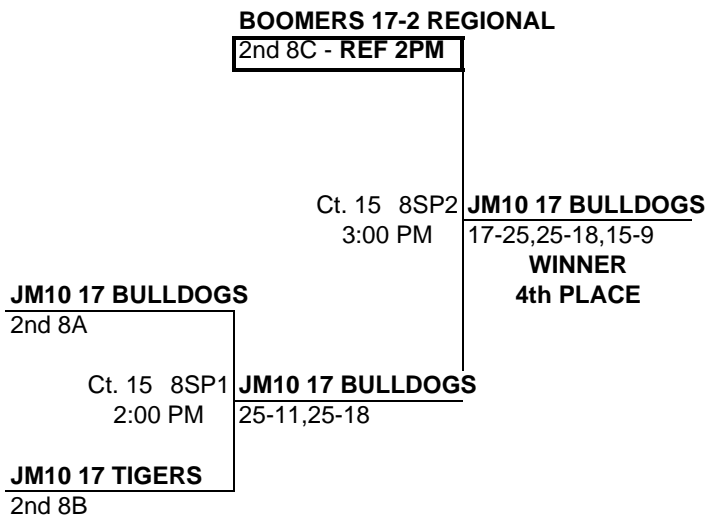 BOOMERS 17-2 REGIONAL
2nd 8C - REF 2PM
Ct. 15 8SP2 JM10 17 BULLDOGS
3:00 PM 17-25,25-18,15-9
WINNER
JM10 17 BULLDOGS 4th PLACE
2nd 8A
Ct. 15 8SP1 JM10 17 BULLDOGS
2:00 PM 25-11,25-18
JM10 17 TIGERS
2nd 8B